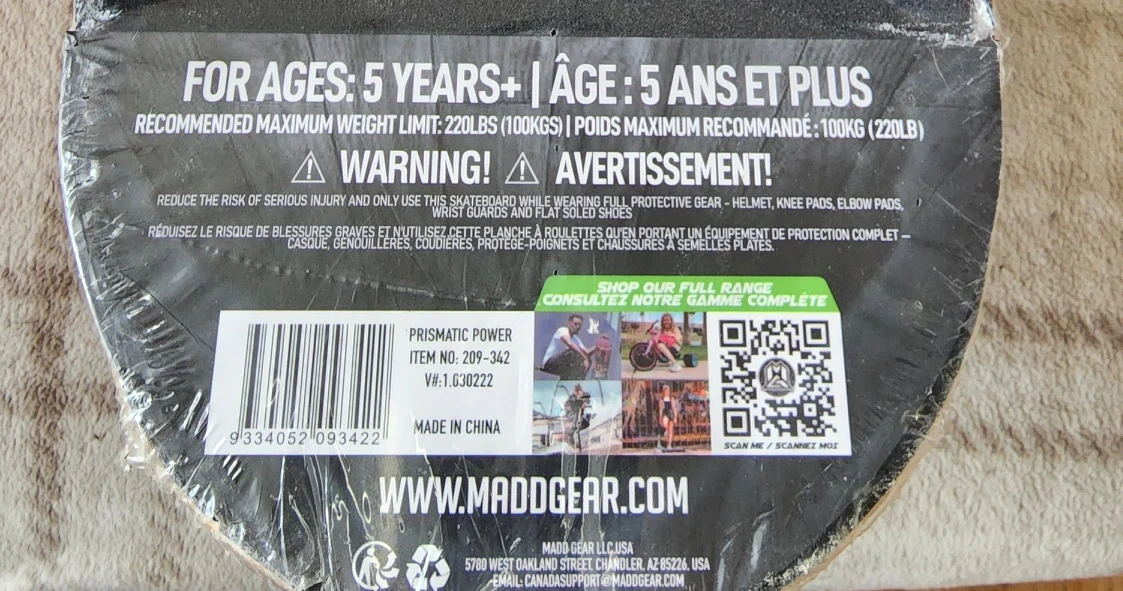 FOR AGES: 5 YEARS+ | ÂGE : 5 ANS ET PLUS
RECOMMENDED MAXIMUM WEIGHT LIMIT: 220LBS (100KGS) | POIDS MAXIMUM RECOMMANDÉ : 100KG (220LB)
⚠ WARNING! ⚠ AVERTISSEMENT!
REDUCE THE RISK OF SERIOUS INJURY AND ONLY USE THIS SKATEBOARD WHILE WEARING FULL PROTECTIVE GEAR – HELMET, KNEE PADS, ELBOW PADS,
WRIST GUARDS AND FLAT SOLED SHOES
RÉDUISEZ LE RISQUE DE BLESSURES GRAVES ET N'UTILISEZ CETTE PLANCHE À ROULETTES QU'EN PORTANT UN ÉQUIPEMENT DE PROTECTION COMPLET –
CASQUE, GENOUILLÈRES, COUDIÈRES, PROTÈGE-POIGNETS ET CHAUSSURES À SEMELLES PLATES.
SHOP OUR FULL RANGE
CONSULTEZ NOTRE GAMME COMPLÈTE
PRISMATIC POWER
ITEM NO: 209-342
V#:1.030222
MADE IN CHINA
9334052 093422
SCAN ME / SCANNEZ MOI
WWW.MADDGEAR.COM
MADD GEAR LLC.USA
5780 WEST OAKLAND STREET, CHANDLER, AZ 85226, USA
EMAIL: CANADASUPPORT@MADDGEAR.COM